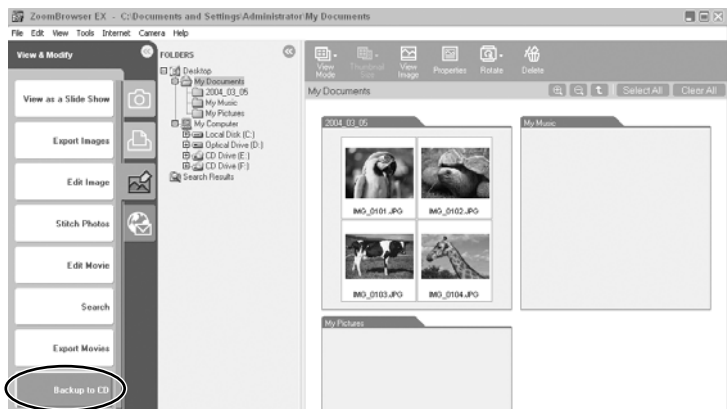 ZoomBrowser EX - C:\Documents and Settings\Administrator\My Documents
File Edit View Tools Internet Camera Help
View & Modify
View as a Slide Show
Export Images
Edit Image
Stitch Photos
Edit Movie
Search
Export Movies
Backup to CD
FOLDERS
Desktop
My Documents
2004_03_05
My Music
My Pictures
My Computer
Local Disk (C:)
Optical Drive (D:)
CD Drive (E:)
CD Drive (F:)
Search Results
View Mode
Thumbnail Size
View Image
Properties
Rotate
Delete
My Documents
Select All
Clear All
2004_03_05
IMG_0101.JPG
IMG_0102.JPG
IMG_0103.JPG
IMG_0104.JPG
My Music
My Pictures